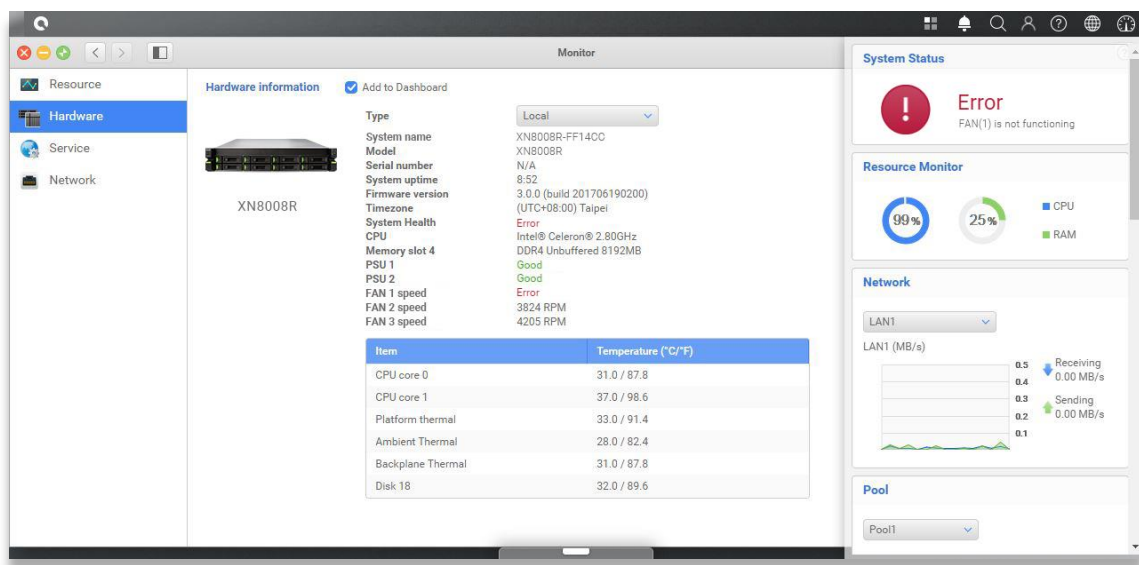 Monitor
Resource
Hardware
Service
Network
Hardware information
Add to Dashboard
XN8008R
Type Local
System name XN8008R-FF14CC
Model XN8008R
Serial number N/A
System uptime 8:52
Firmware version 3.0.0 (build 201706190200)
Timezone (UTC+08:00) Taipei
System Health Error
CPU Intel® Celeron® 2.80GHz
Memory slot 4 DDR4 Unbuffered 8192MB
PSU 1 Good
PSU 2 Good
FAN 1 speed Error
FAN 2 speed 3824 RPM
FAN 3 speed 4205 RPM
Item Temperature (°C/°F)
CPU core 0 31.0 / 87.8
CPU core 1 37.0 / 98.6
Platform thermal 33.0 / 91.4
Ambient Thermal 28.0 / 82.4
Backplane Thermal 31.0 / 87.8
Disk 18 32.0 / 89.6
System Status
Error
FAN(1) is not functioning
Resource Monitor
99%
25%
CPU
RAM
Network
LAN1
LAN1 (MB/s)
0.5
0.4
0.3
0.2
0.1
Receiving
0.00 MB/s
Sending
0.00 MB/s
Pool
Pool1